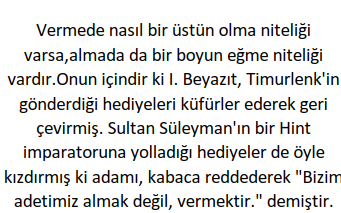 Vermede nasıl bir üstün olma niteliği
varsa,almada da bir boyun eğme niteliği
vardır.Onun içindir ki I. Beyazıt, Timurlenk'in
gönderdiği hediyeleri küfürler ederek geri
çevirmiş. Sultan Süleyman'ın bir Hint
imparatoruna yolladığı hediyeler de öyle
kızdırmış ki adamı, kabaca reddederek "Bizim
adetimiz almak değil, vermektir." demiştir.